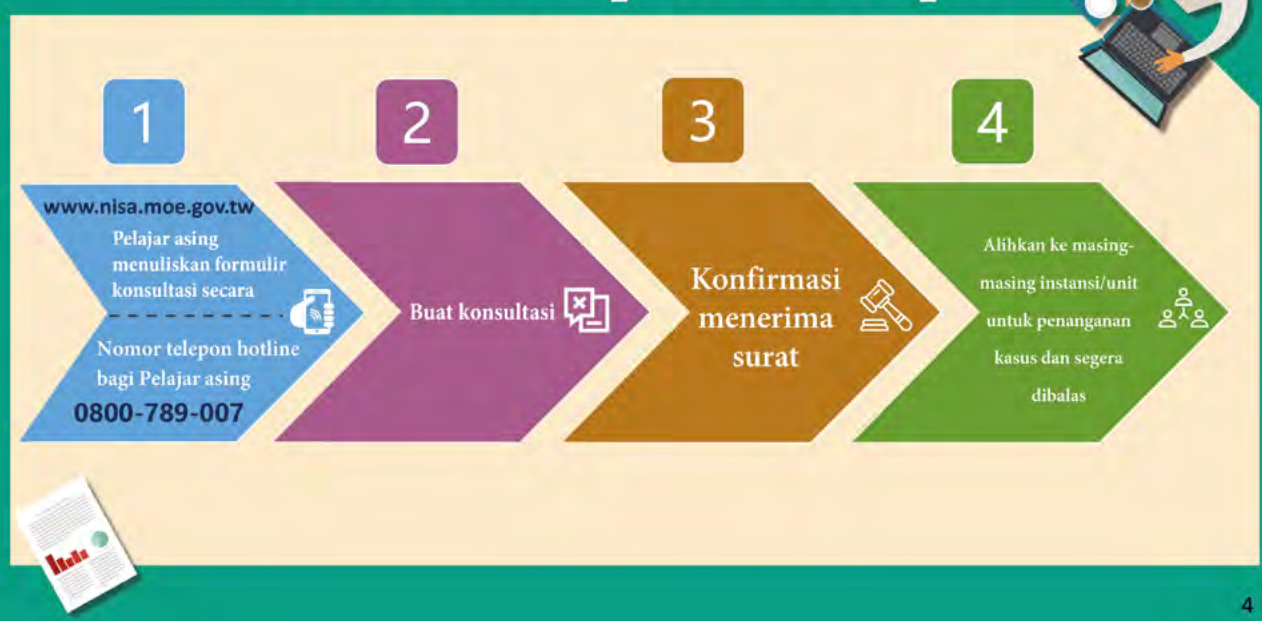 1
www.nisa.moe.gov.tw
Pelajar asing
menuliskan formulir
konsultasi secara
Nomor telepon hotline
bagi Pelajar asing
0800-789-007
2
Buat konsultasi
3
Konfirmasi
menerima
surat
4
Alihkan ke masing-
masing instansi/unit
untuk penanganan
kasus dan segera
dibalas
4